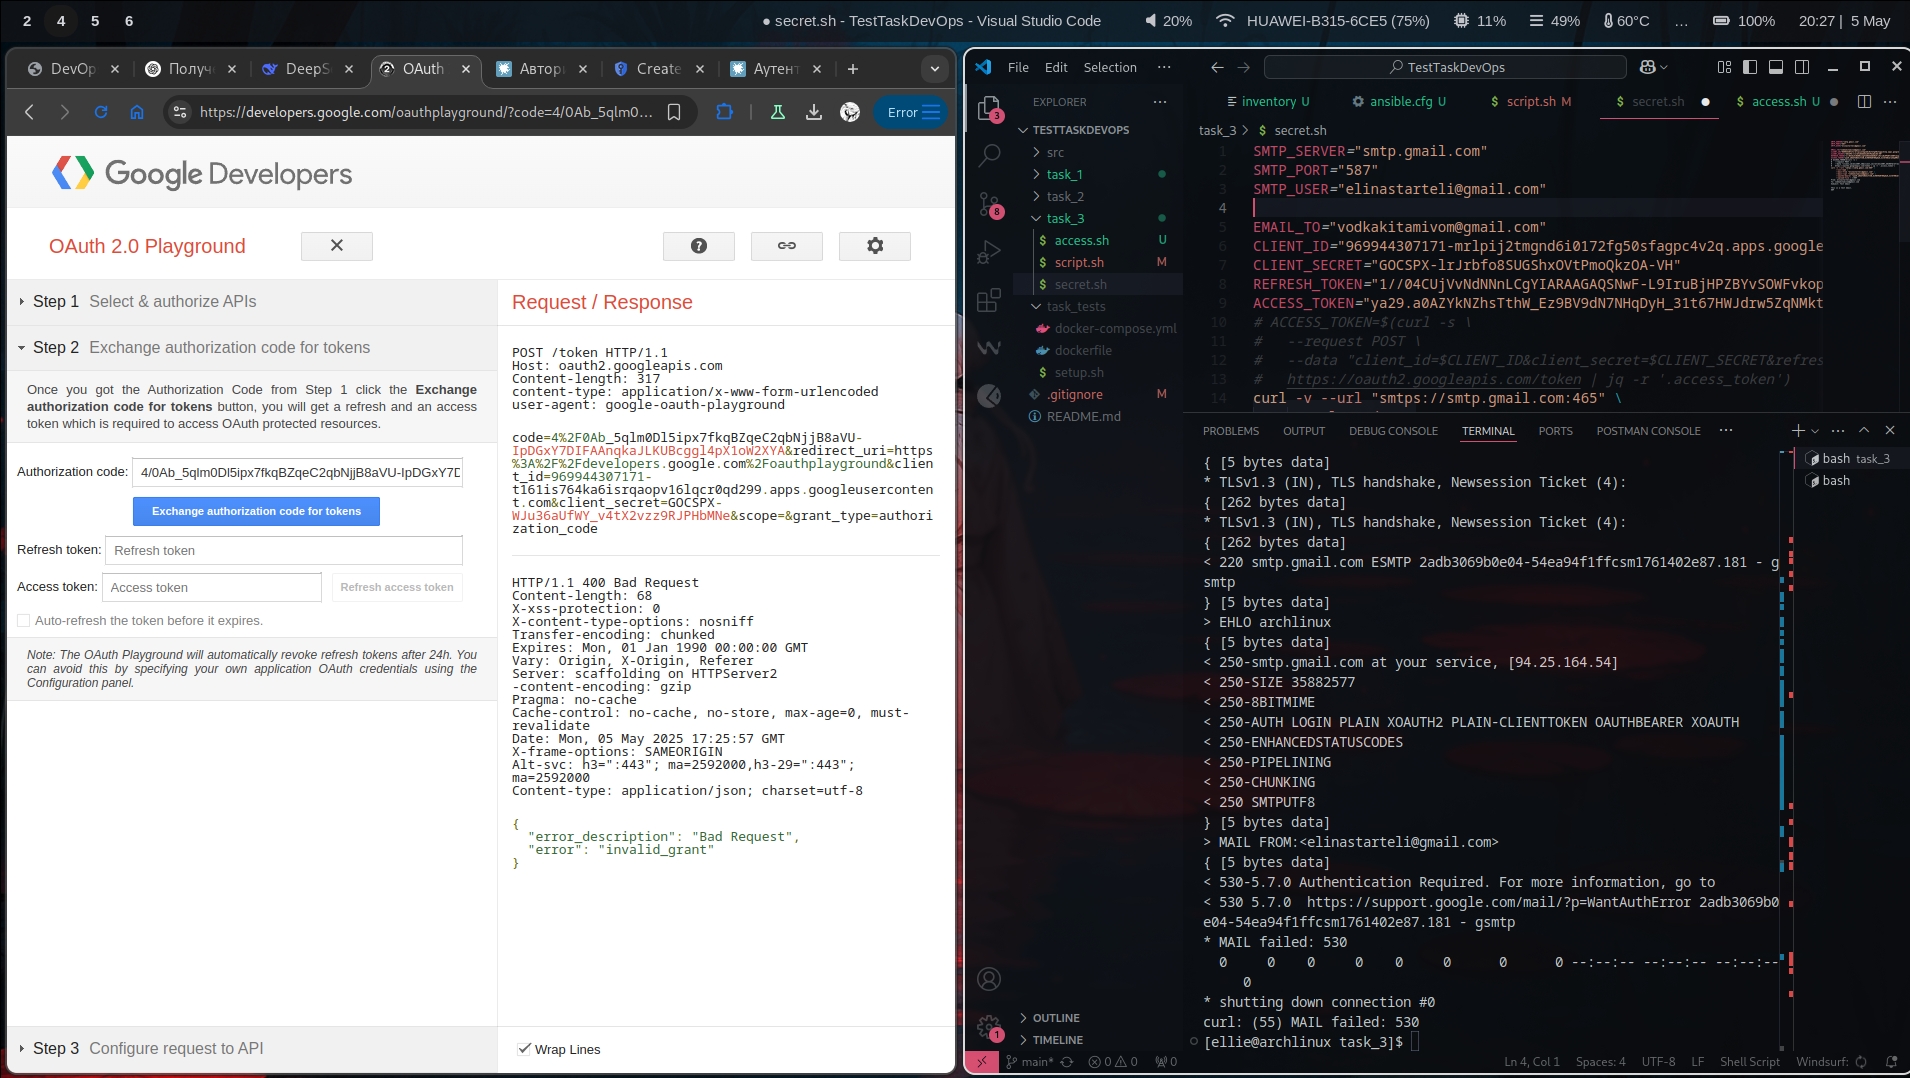 2 4 5 6
● secret.sh - TestTaskDevOps - Visual Studio Code
20% HUAWEI-B315-6CE5 (75%) 11% 49% 60°C ... 100% 20:27 | 5 May
DevOp Получ DeepS OAuth Автор Create Аутент
https://developers.google.com/oauthplayground/?code=4/0Ab_5qlm0... Error
Google Developers
OAuth 2.0 Playground
Step 1 Select & authorize APIs
Step 2 Exchange authorization code for tokens
Once you got the Authorization Code from Step 1 click the Exchange
authorization code for tokens button, you will get a refresh and an access
token which is required to access OAuth protected resources.
Authorization code: 4/0Ab_5qlm0Dl5ipx7fkqBZqeC2qbNjjB8aVU-IpDGxY7D
Exchange authorization code for tokens
Refresh token: Refresh token
Access token: Access token Refresh access token
Auto-refresh the token before it expires.
Note: The OAuth Playground will automatically revoke refresh tokens after 24h. You
can avoid this by specifying your own application OAuth credentials using the
Configuration panel.
Step 3 Configure request to API
Request / Response
POST /token HTTP/1.1
Host: oauth2.googleapis.com
Content-length: 317
content-type: application/x-www-form-urlencoded
user-agent: google-oauth-playground
code=4%2F0Ab_5qlm0Dl5ipx7fkqBZqeC2qbNjjB8aVU-
IpDGxY7DIFAAnqkaJLKUBcggl4pX1oW2XYA&redirect_uri=https
%3A%2F%2Fdevelopers.google.com%2Foauthplayground&clien
t_id=969944307171-
t161is764ka6isrqaopv16lqcr0qd299.apps.googleuserconten
t.com&client_secret=GOCSPX-
WJu36aUfWY_v4tX2vzz9RJPHbMNe&scope=&grant_type=authori
zation_code
HTTP/1.1 400 Bad Request
Content-length: 68
X-xss-protection: 0
X-content-type-options: nosniff
Transfer-encoding: chunked
Expires: Mon, 01 Jan 1990 00:00:00 GMT
Vary: Origin, X-Origin, Referer
Server: scaffolding on HTTPServer2
-content-encoding: gzip
Pragma: no-cache
Cache-control: no-cache, no-store, max-age=0, must-
revalidate
Date: Mon, 05 May 2025 17:25:57 GMT
X-frame-options: SAMEORIGIN
Alt-svc: h3=":443"; ma=2592000,h3-29=":443";
ma=2592000
Content-type: application/json; charset=utf-8
{
"error_description": "Bad Request",
"error": "invalid_grant"
}
Wrap Lines
File Edit Selection ... TestTaskDevOps
EXPLORER
TESTTASKDEVOPS
src
task_1
task_2
task_3
access.sh U
script.sh M
secret.sh
task_tests
docker-compose.yml
dockerfile
setup.sh
.gitignore M
README.md
OUTLINE
TIMELINE
inventory U ansible.cfg U script.sh M secret.sh access.sh U
task_3 > secret.sh
1 SMTP_SERVER="smtp.gmail.com"
2 SMTP_PORT="587"
3 SMTP_USER="elinastarteli@gmail.com"
4
5 EMAIL_TO="vodkakitamivom@gmail.com"
6 CLIENT_ID="969944307171-mrlpij2tmgnd6i0172fg50sfagpc4v2q.apps.google
7 CLIENT_SECRET="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"
8 REFRESH_TOKEN="1//04CUjVvNdNNnLCgYIARAAGAQSNwF-L9IruBjHPZBYvSOWFvkop
9 ACCESS_TOKEN="ya29.a0AZYkNZhsTthW_Ez9BV9dN7NHqDyH_31t67HWJdrw5ZqNMkt
10 # ACCESS_TOKEN=$(curl -s \
11 # --request POST \
12 # --data "client_id=$CLIENT_ID&client_secret=$CLIENT_SECRET&refres
13 # https://oauth2.googleapis.com/token | jq -r '.access_token')
14 curl -v --url "smtps://smtp.gmail.com:465" \
PROBLEMS OUTPUT DEBUG CONSOLE TERMINAL PORTS POSTMAN CONSOLE
bash task_3
bash
{ [5 bytes data]
* TLSv1.3 (IN), TLS handshake, Newsession Ticket (4):
{ [262 bytes data]
* TLSv1.3 (IN), TLS handshake, Newsession Ticket (4):
{ [262 bytes data]
< 220 smtp.gmail.com ESMTP 2adb3069b0e04-54ea94f1ffcsm1761402e87.181 - g
smtp
} [5 bytes data]
> EHLO archlinux
{ [5 bytes data]
< 250-smtp.gmail.com at your service, [94.25.164.54]
< 250-SIZE 35882577
< 250-8BITMIME
< 250-AUTH LOGIN PLAIN XOAUTH2 PLAIN-CLIENTTOKEN OAUTHBEARER XOAUTH
< 250-ENHANCEDSTATUSCODES
< 250-PIPELINING
< 250-CHUNKING
< 250 SMTPUTF8
} [5 bytes data]
> MAIL FROM:<elinastarteli@gmail.com>
{ [5 bytes data]
< 530-5.7.0 Authentication Required. For more information, go to
< 530 5.7.0  https://support.google.com/mail/?p=WantAuthError 2adb3069b0
e04-54ea94f1ffcsm1761402e87.181 - gsmtp
* MAIL failed: 530
0 0 0 0 0 0 0 0 --:--:-- --:--:-- --:--:--
0
* shutting down connection #0
curl: (55) MAIL failed: 530
[ellie@archlinux task_3]$
main* 0 0 0 Ln 4, Col 1 Spaces: 4 UTF-8 LF Shell Script Windsurf: